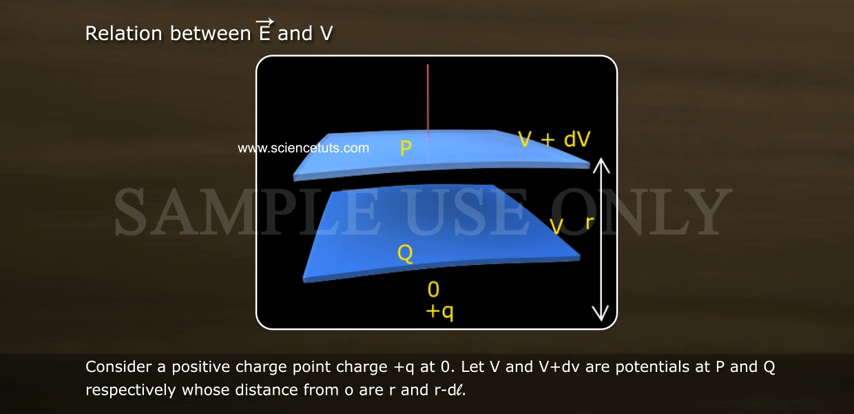 Relation between E and V
www.sciencetuts.com
P
V + dV
SAMPLE USE ONLY
V
r
Q
0
+q
Consider a positive charge point charge +q at 0. Let V and V+dv are potentials at P and Q
respectively whose distance from o are r and r-dℓ.